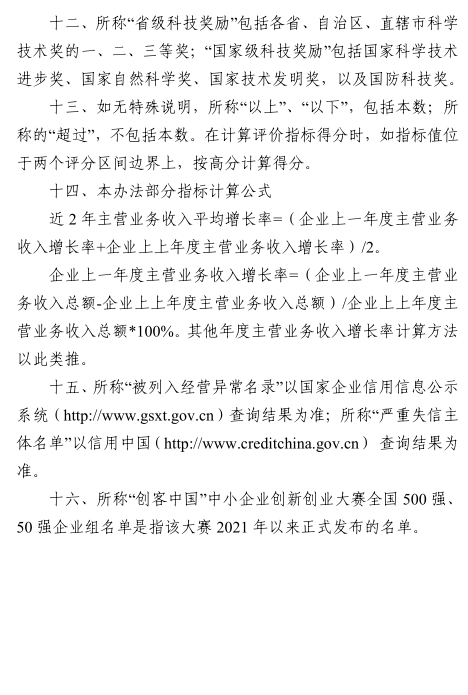 十二、所称“省级科技奖励”包括各省、自治区、直辖市科学
技术奖的一、二、三等奖；“国家级科技奖励”包括国家科学技术
进步奖、国家自然科学奖、国家技术发明奖，以及国防科技奖。
十三、如无特殊说明，所称“以上”、“以下”，包括本数；所
称的“超过”，不包括本数。在计算评价指标得分时，如指标值位
于两个评分区间边界上，按高分计算得分。
十四、本办法部分指标计算公式
近 2 年主营业务收入平均增长率=（企业上一年度主营业务
收入增长率+企业上上年度主营业务收入增长率）/2。
企业上一年度主营业务收入增长率=（企业上一年度主营业
务收入总额-企业上上年度主营业务收入总额）/企业上上年度主
营业务收入总额*100%。其他年度主营业务收入增长率计算方法
以此类推。
十五、所称“被列入经营异常名录”以国家企业信用信息公示
系统（http://www.gsxt.gov.cn）查询结果为准；所称“严重失信主
体名单”以信用中国（http://www.creditchina.gov.cn） 查询结果为
准。
十六、所称“创客中国”中小企业创新创业大赛全国 500 强、
50 强企业组名单是指该大赛 2021 年以来正式发布的名单。